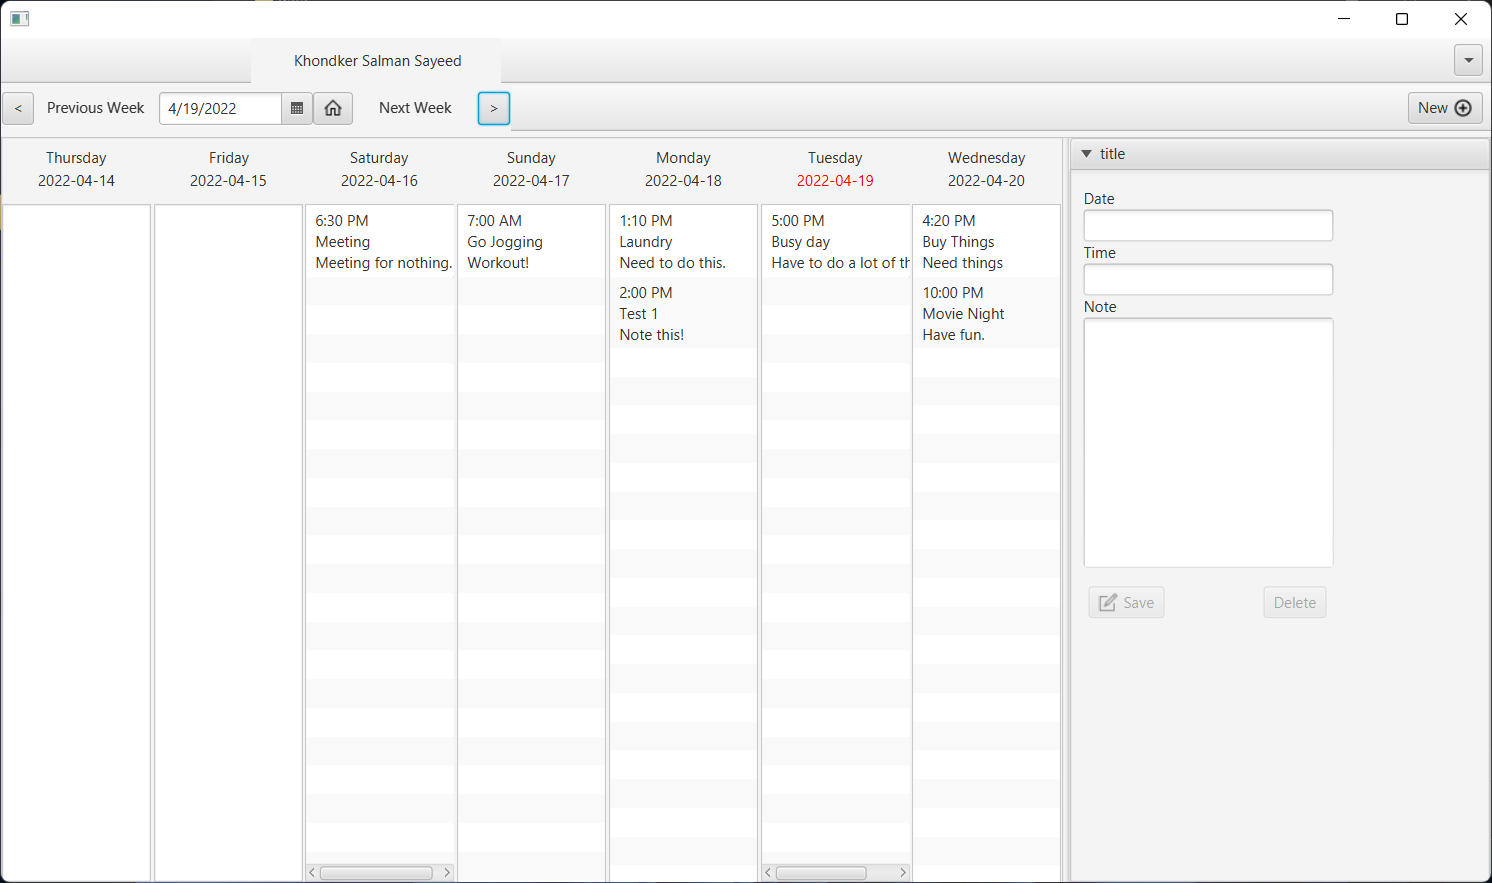 Khondker Salman Sayeed
< Previous Week 4/19/2022 Next Week > New
Thursday
2022-04-14
Friday
2022-04-15
Saturday
2022-04-16
Sunday
2022-04-17
Monday
2022-04-18
Tuesday
2022-04-19
Wednesday
2022-04-20
6:30 PM
Meeting
Meeting for nothing.
7:00 AM
Go Jogging
Workout!
1:10 PM
Laundry
Need to do this.
2:00 PM
Test 1
Note this!
5:00 PM
Busy day
Have to do a lot of th
4:20 PM
Buy Things
Need things
10:00 PM
Movie Night
Have fun.
title
Date
Time
Note
Save Delete